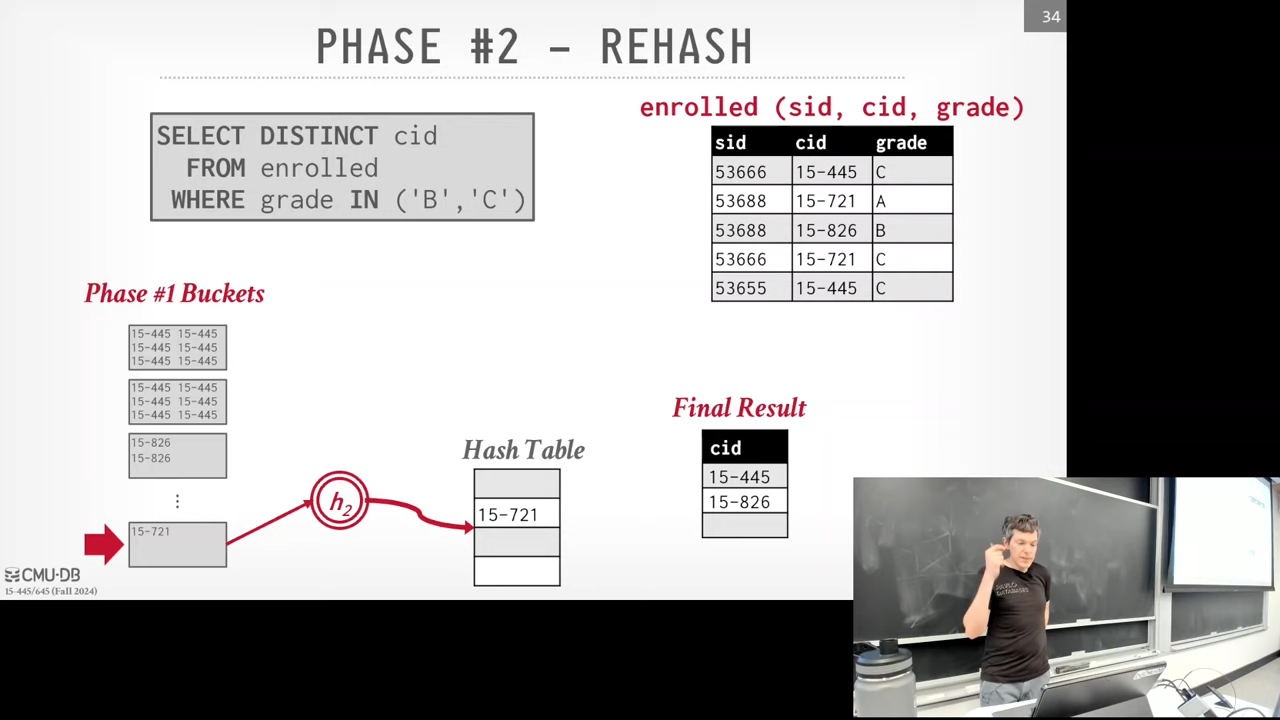 34
PHASE #2 – REHASH
SELECT DISTINCT cid
FROM enrolled
WHERE grade IN ('B','C')
enrolled (sid, cid, grade)
sid cid grade
53666 15-445 C
53688 15-721 A
53688 15-826 B
53666 15-721 C
53655 15-445 C
Phase #1 Buckets
15-445 15-445
15-445 15-445
15-445 15-445
15-445 15-445
15-445 15-445
15-445 15-445
15-826
15-826
⋮
15-721
h2
Hash Table
15-721
Final Result
cid
15-445
15-826
CMU·DB
15-445/645 (Fall 2024)
DATABASES